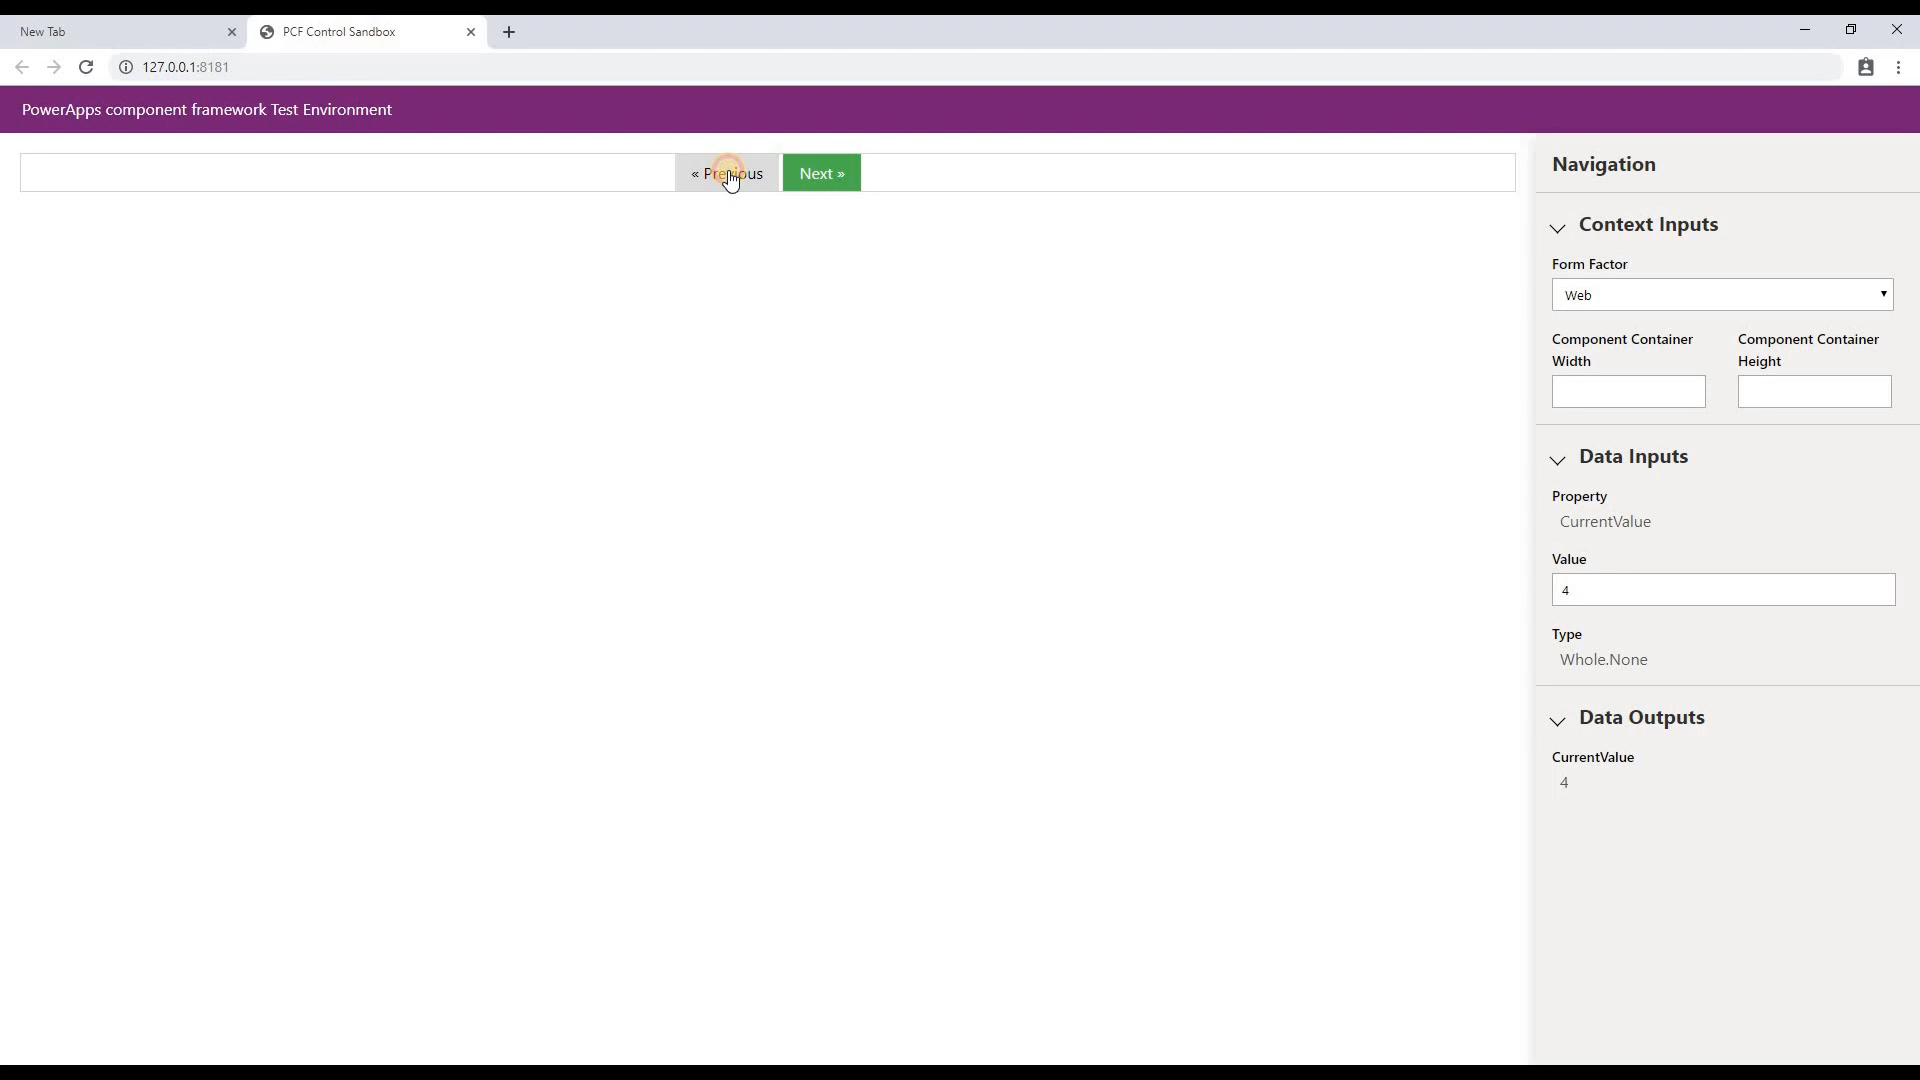 New Tab
PCF Control Sandbox
127.0.0.1:8181
PowerApps component framework Test Environment
« Previous
Next »
Navigation
Context Inputs
Form Factor
Web
Component Container Width
Component Container Height
Data Inputs
Property
CurrentValue
Value
4
Type
Whole.None
Data Outputs
CurrentValue
4